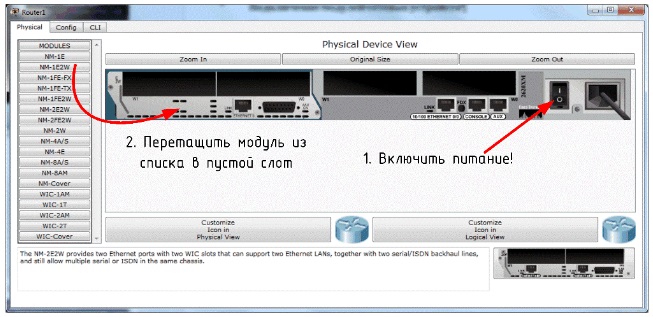 Router1
Physical
Config
CLI
MODULES
NM-1E
NM-1E2W
NM-1FE-FX
NM-1FE-TX
NM-1FE2W
NM-2E2W
NM-2FE2W
NM-2W
NM-4A/S
NM-4E
NM-8A/S
NM-8AM
NM-Cover
WIC-1AM
WIC-1T
WIC-2AM
WIC-2T
WIC-Cover
Physical Device View
Zoom In
Original Size
Zoom Out
W1
W0
W1
W0
LINK
10/100 ETHERNET 0/0
CONSOLE
AUX
2. Перетащить модуль из
списка в пустой слот
1. Включить питание!
Customize
Icon in
Physical View
Customize
Icon in
Logical View
The NM-2E2W provides two Ethernet ports with two WIC slots that can support two Ethernet LANs, together with two serial/ISDN backhaul lines,
and still allow multiple serial or ISDN in the same chassis.